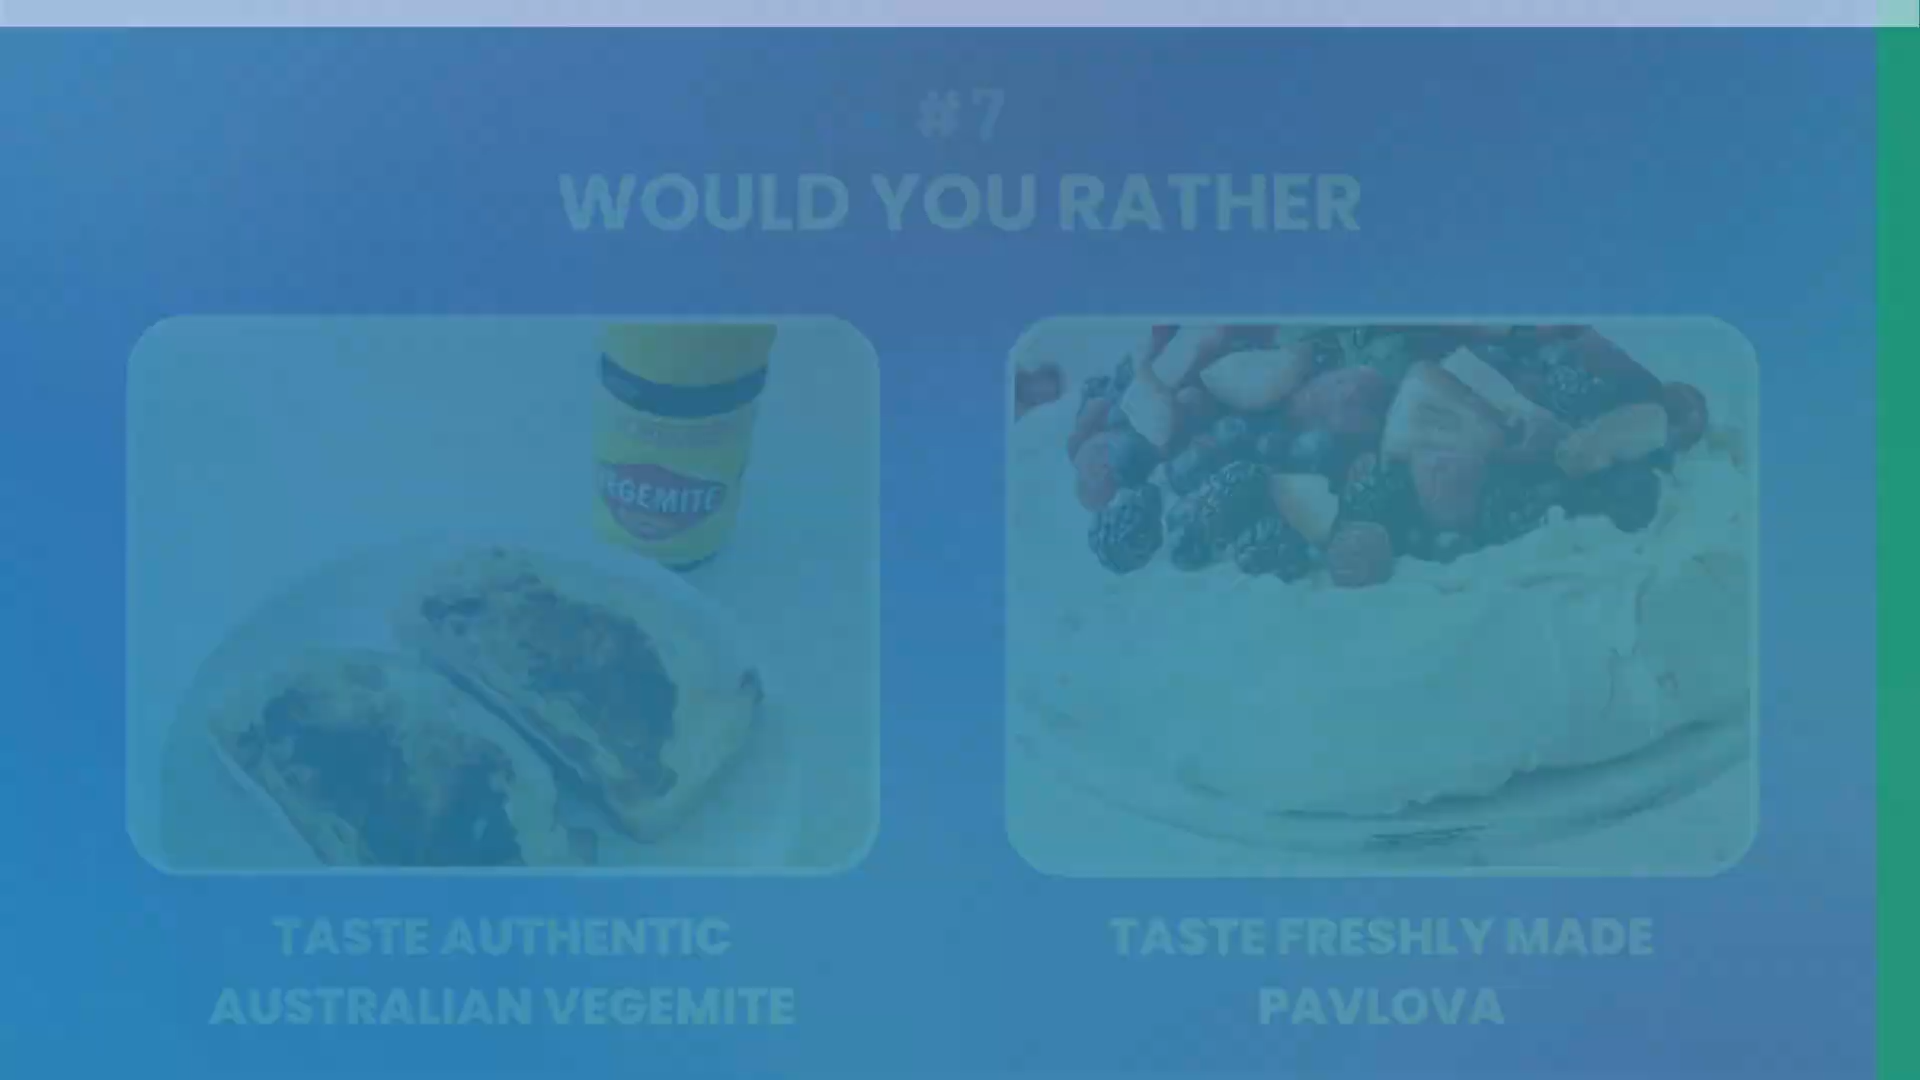 #7
WOULD YOU RATHER
VEGEMITE
TASTE AUTHENTIC
AUSTRALIAN VEGEMITE
TASTE FRESHLY MADE
PAVLOVA